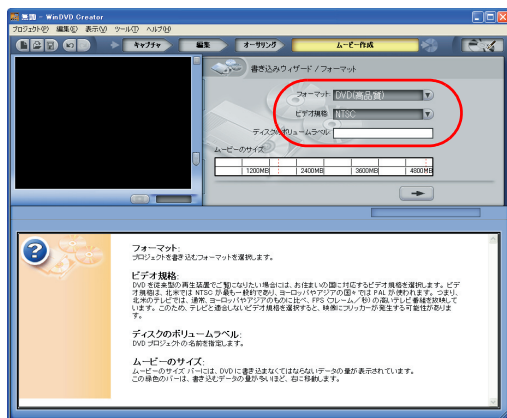 無題 - WinDVD Creator
プロジェクト(P) 編集(E) 表示(V) ツール(T) ヘルプ(H)
キャプチャ 編集 オーサリング ムービー作成
書き込みウィザード / フォーマット
フォーマット DVD(高品質)
ビデオ規格 NTSC
ディスクのボリュームラベル
ムービーのサイズ
1200MB 2400MB 3600MB 4800MB
フォーマット:
プロジェクトを書き込むフォーマットを選択します。
ビデオ規格:
DVD を従来型の再生装置でご覧になりたい場合には、お住まいの国に対応するビデオ規格を選択します。ビデ
オ規格は、北米では NTSC が最も一般的であり、ヨーロッパやアジアの国々では PAL が使われます。つまり、
北米のテレビでは、通常、ヨーロッパやアジアのものに比べ、FPS (フレーム/秒) の高いテレビ番組を放映して
います。このため、テレビと適合しないビデオ規格を選択すると、映像にフリッカーが発生する可能性がありま
す。
ディスクのボリュームラベル:
DVD プロジェクトの名前を指定します。
ムービーのサイズ:
ムービーのサイズ バーには、DVD に書き込まなくてはならないデータの量が表示されています。
この緑色のバーは、書き込むデータの量が多いほど、右に移動します。